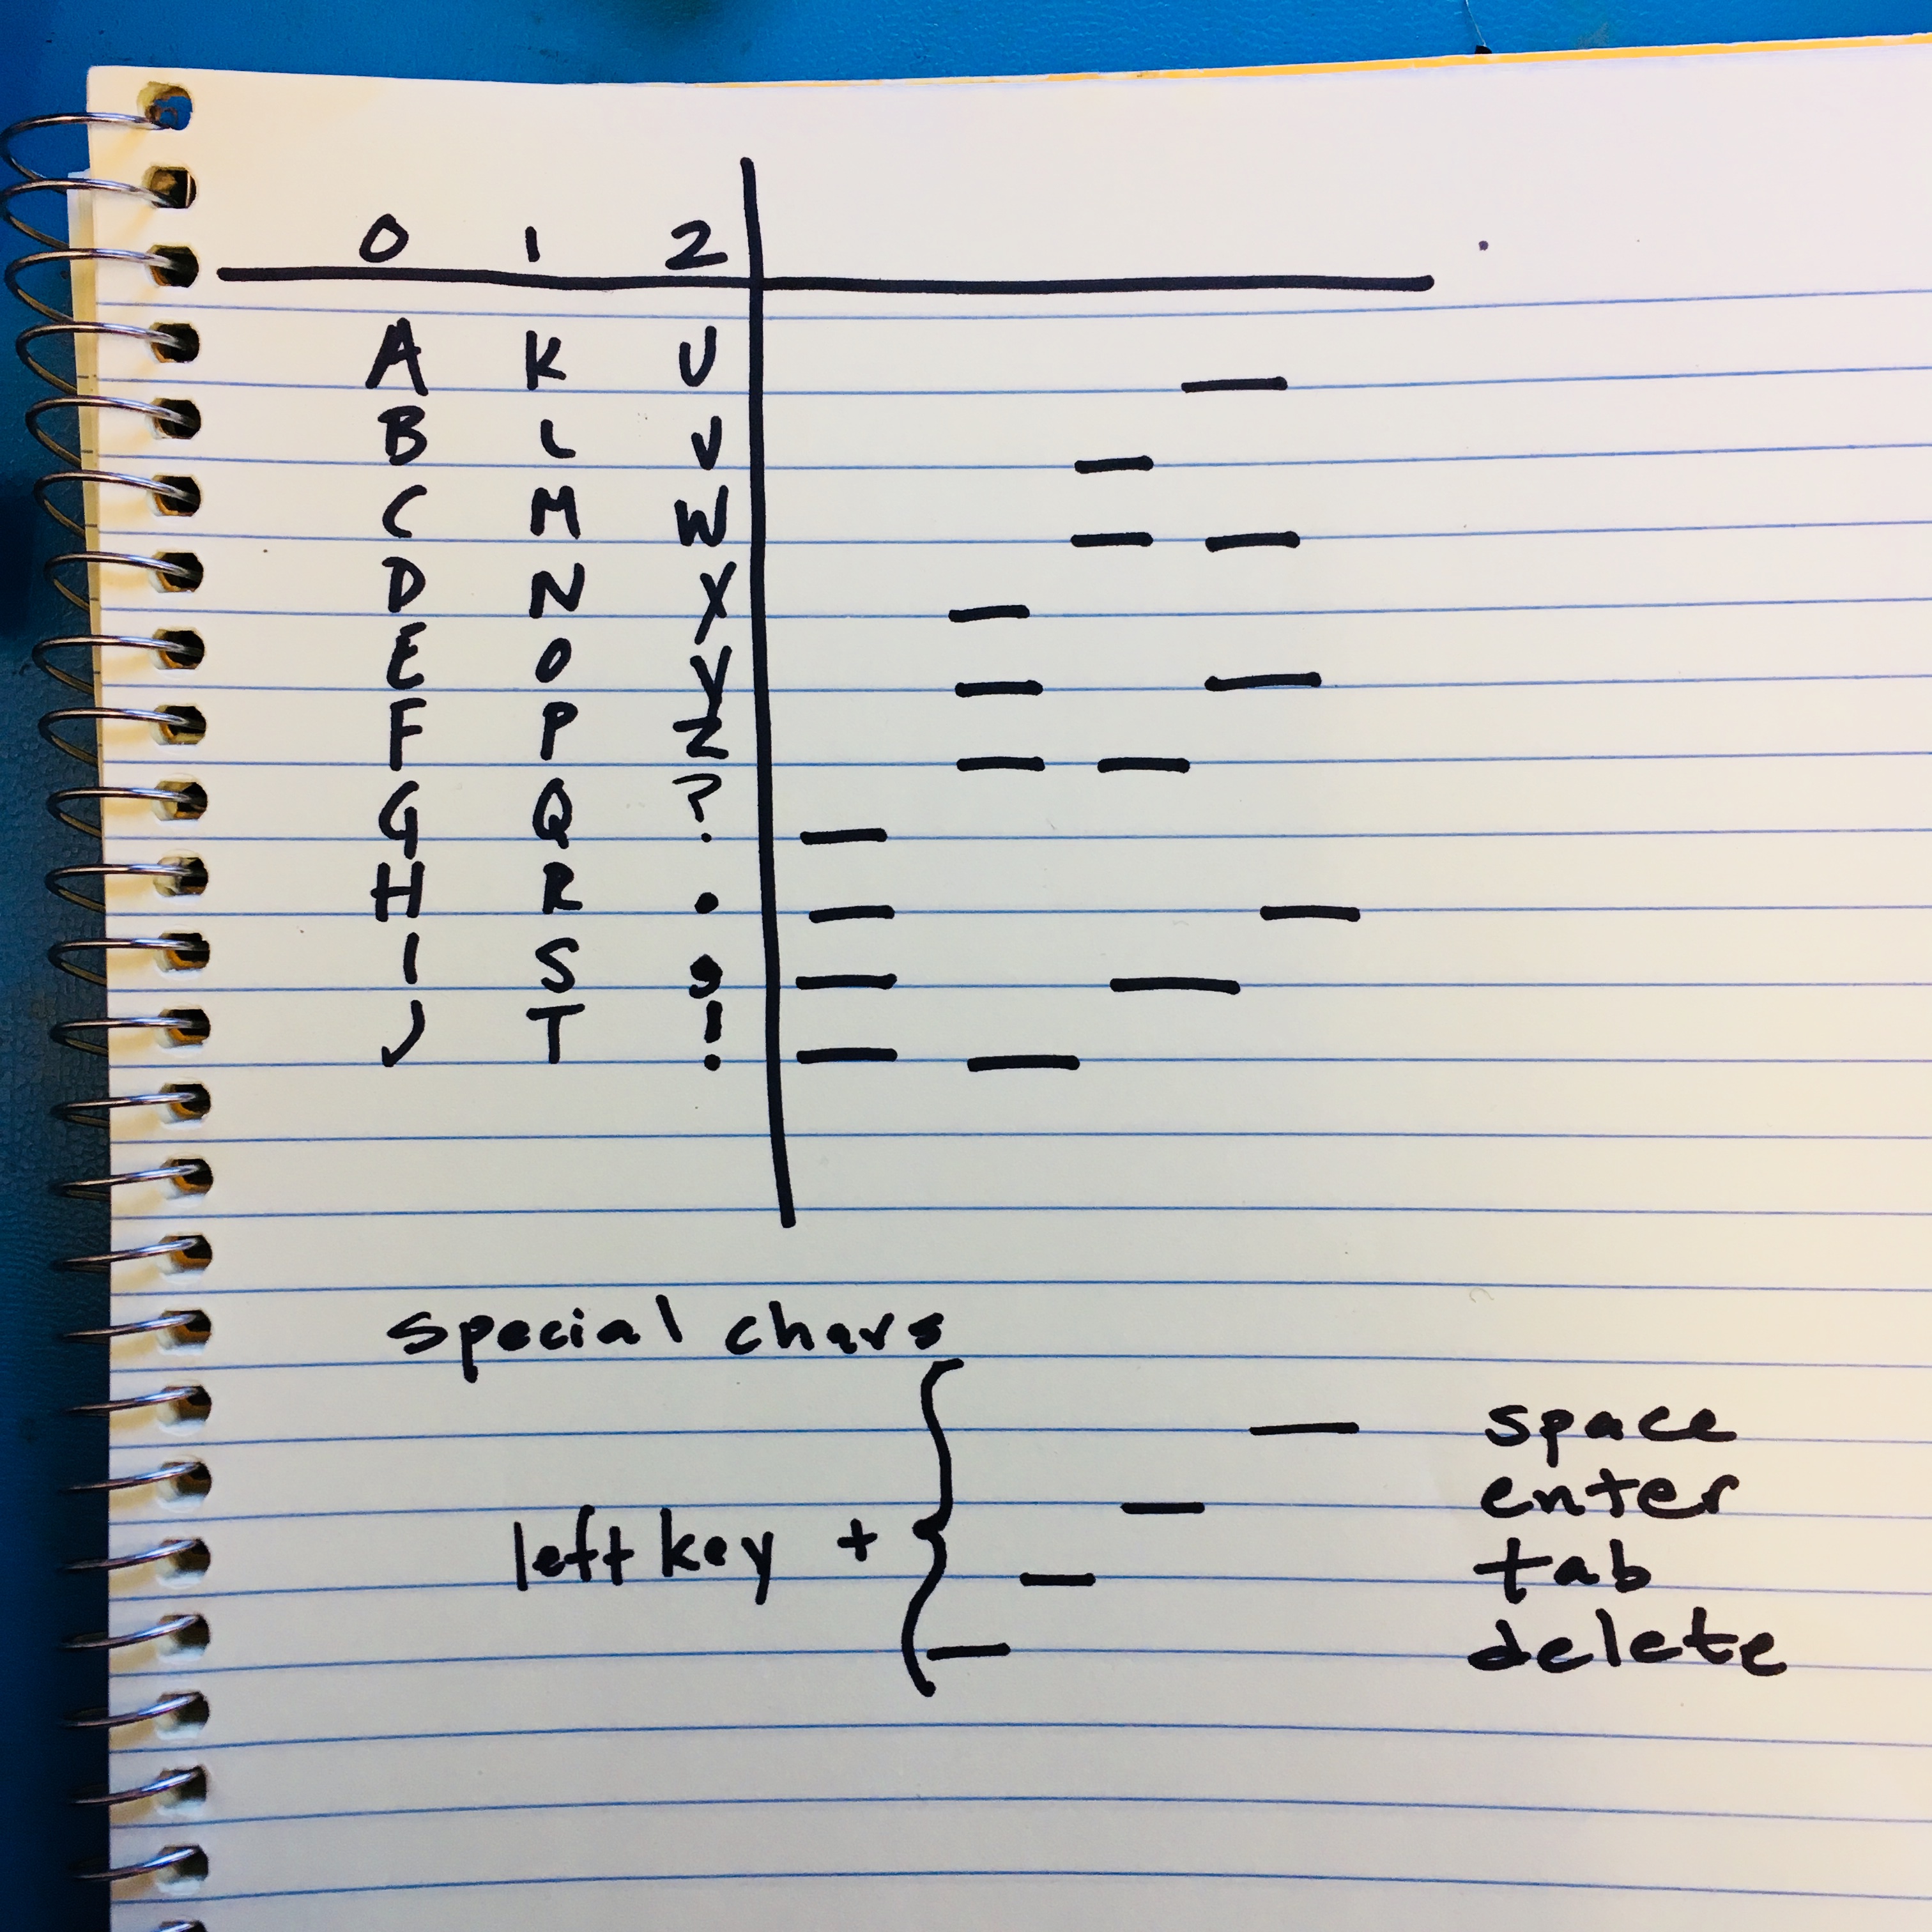 0 1 2
A K U
B L V
C M W
D N X
E O Y
F P Z
G Q ?
H R .
I S ,
J T !
special chars
space
enter
left key +
tab
delete